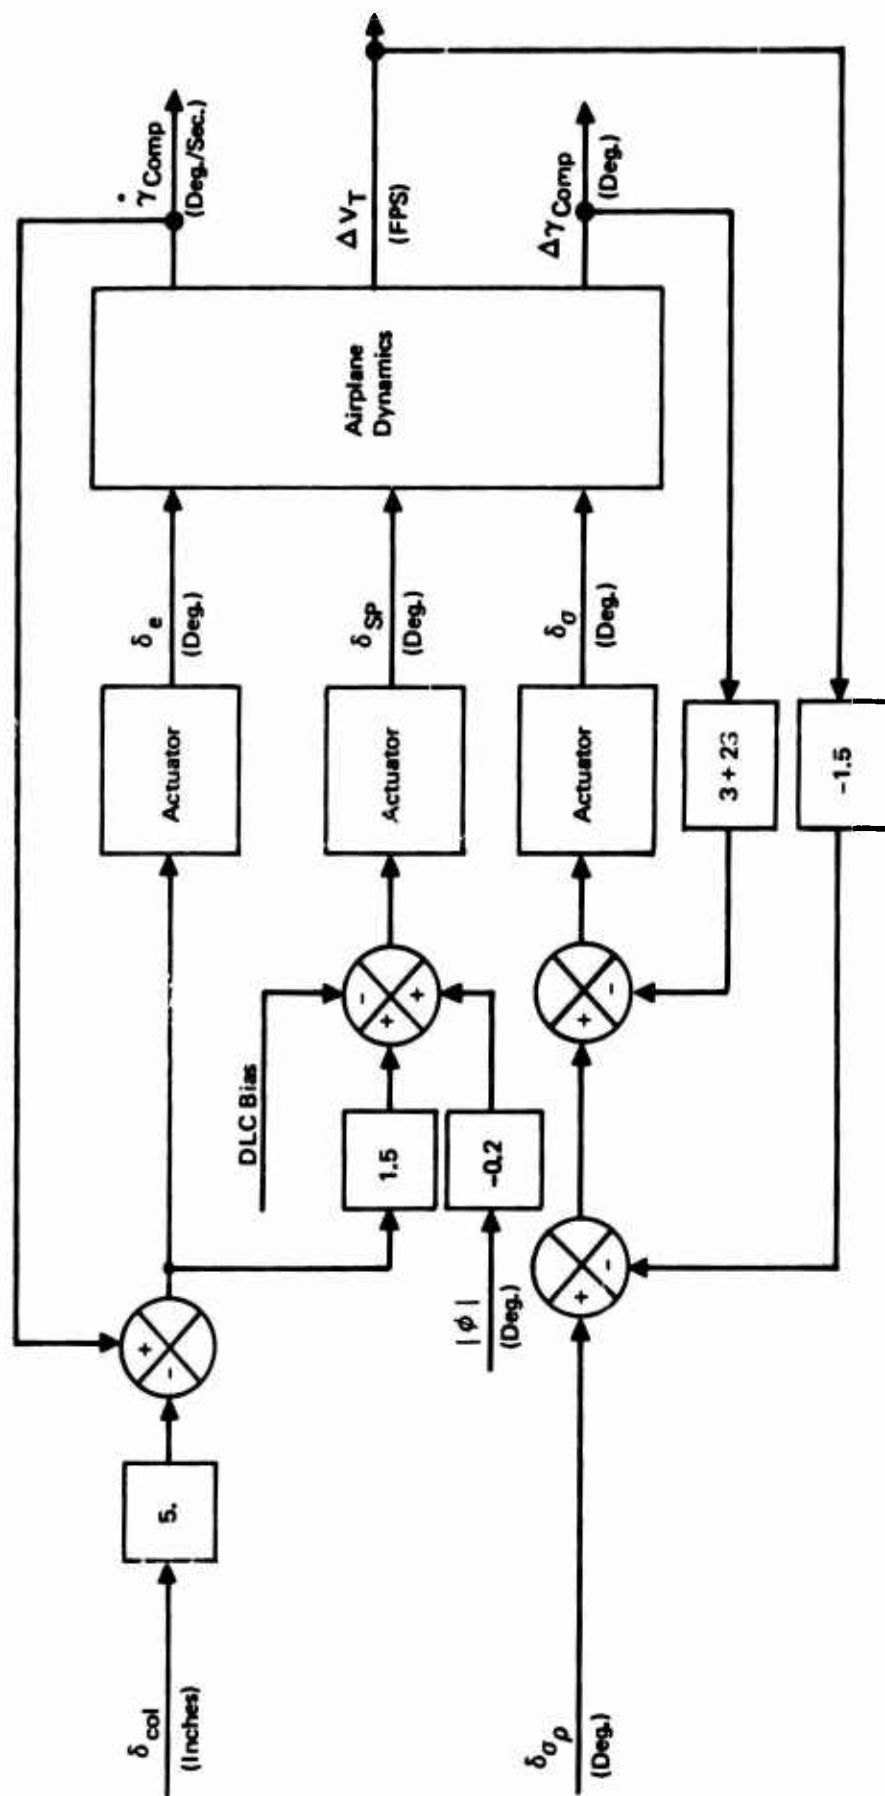 γ̇Comp
(Deg./Sec.)
ΔVT
(FPS)
ΔγComp
(Deg.)
Airplane
Dynamics
δe
(Deg.)
δSP
(Deg.)
δσ
(Deg.)
Actuator
Actuator
Actuator
3 + 2S
-1.5
DLC Bias
-
+
+
+
-
1.5
-0.2
+
-
+
-
|ϕ|
(Deg.)
5.
δcol
(Inches)
δσρ
(Deg.)